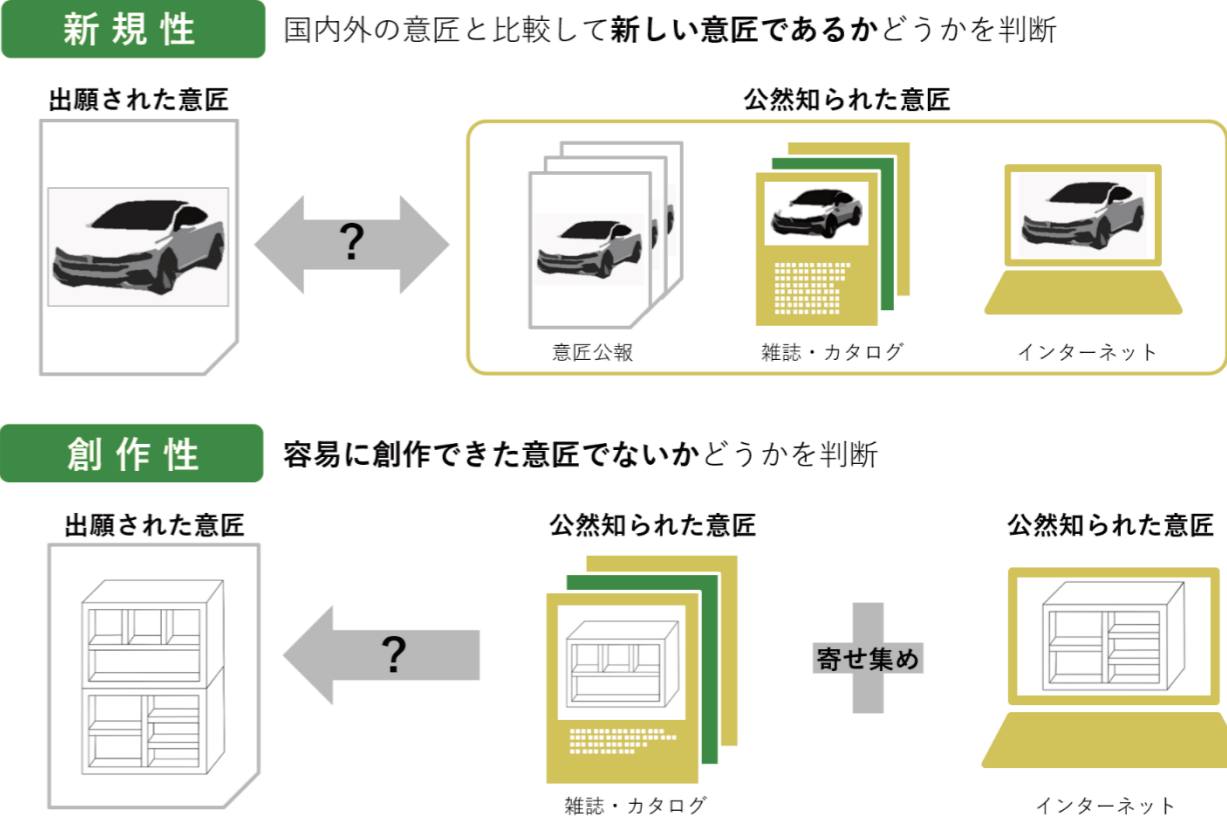 新規性
国内外の意匠と比較して新しい意匠であるかどうかを判断
出願された意匠
公然知られた意匠
?
意匠公報
雑誌・カタログ
インターネット
創作性
容易に創作できた意匠でないかどうかを判断
出願された意匠
公然知られた意匠
公然知られた意匠
?
寄せ集め
雑誌・カタログ
インターネット